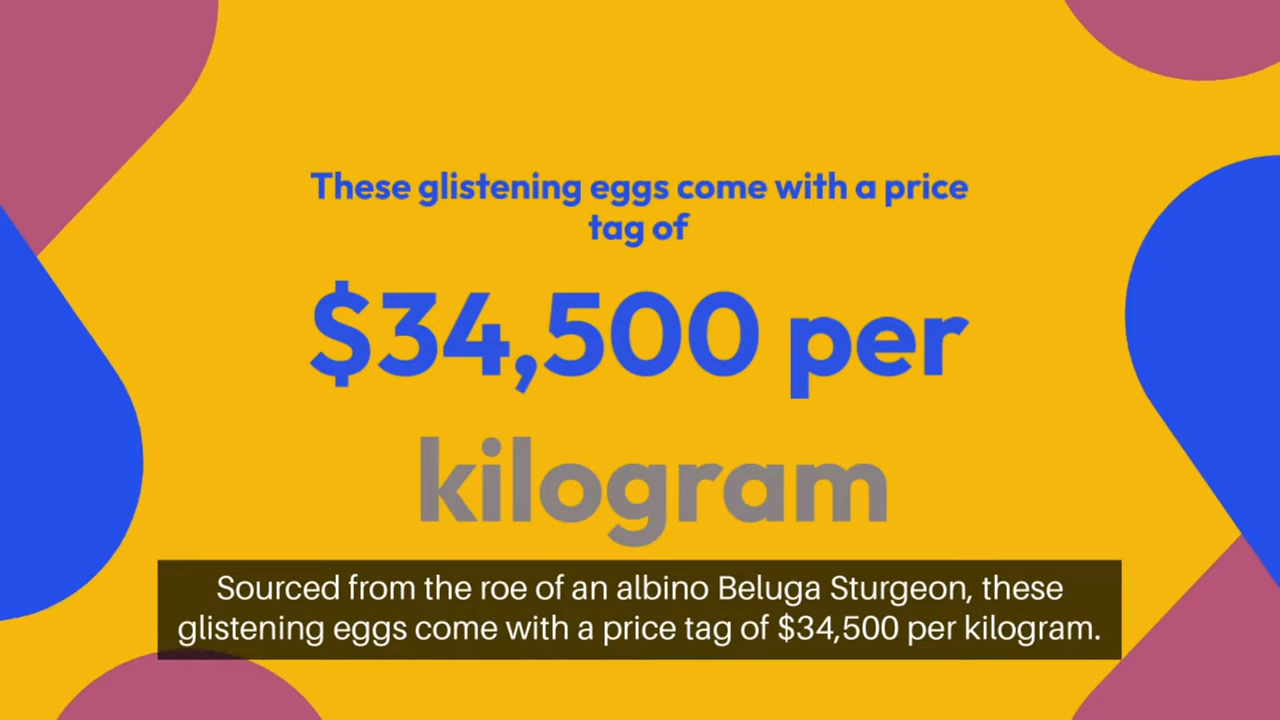 These glistening eggs come with a price
tag of
$34,500 per
kilogram
Sourced from the roe of an albino Beluga Sturgeon, these
glistening eggs come with a price tag of $34,500 per kilogram.